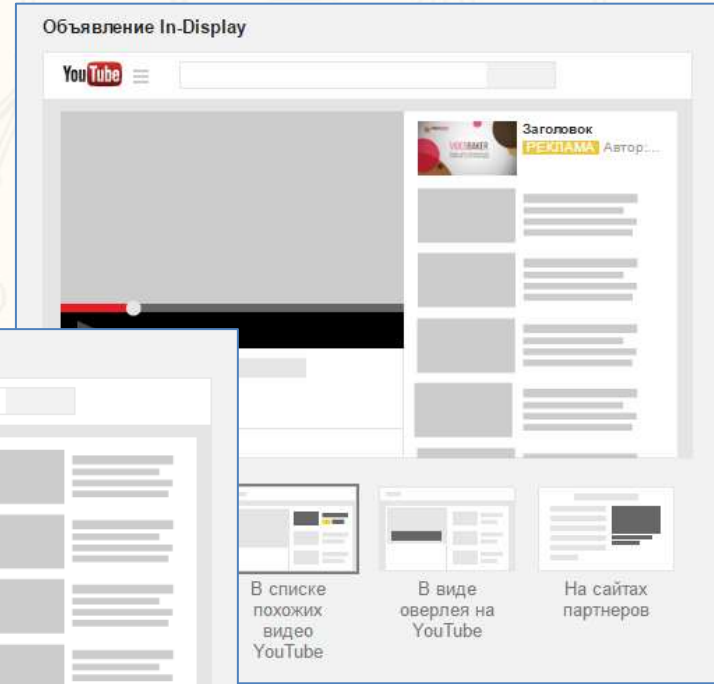 Объявление In-Display
YouTube
Заголовок
РЕКЛАМА Автор:...
В списке
похожих
видео
YouTube
В виде
оверлея на
YouTube
На сайтах
партнеров